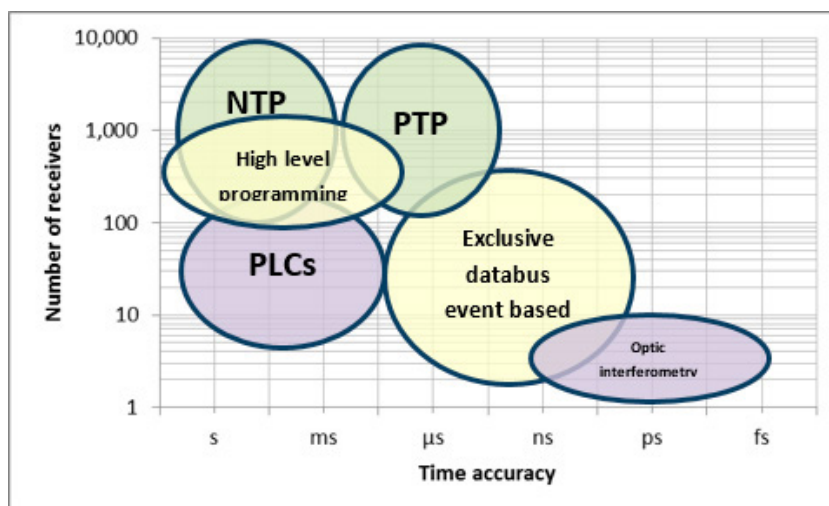 Number of receivers
10,000
1,000
100
10
1
NTP
PTP
High level
programming
PLCs
Exclusive
databus
event based
Optic
interferometry
s ms µs ns ps fs
Time accuracy